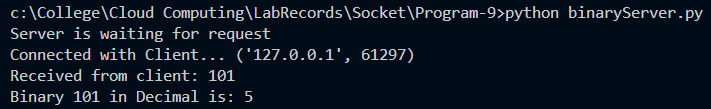 c:\College\Cloud Computing\LabRecords\Socket\Program-9>python binaryServer.py
Server is waiting for request
Connected with Client... ('127.0.0.1', 61297)
Received from client: 101
Binary 101 in Decimal is: 5